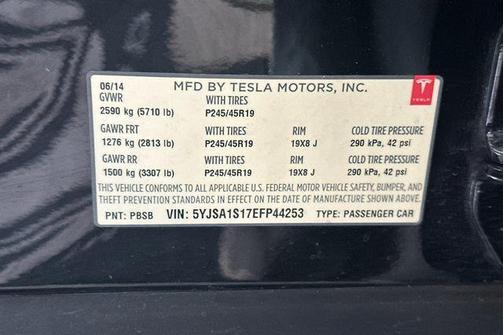 06/14 MFD BY TESLA MOTORS, INC.
TESLA
GVWR WITH TIRES
2590 kg (5710 lb) P245/45R19
GAWR FRT WITH TIRES RIM COLD TIRE PRESSURE
1276 kg (2813 lb) P245/45R19 19X8 J 290 kPa, 42 psi
GAWR RR WITH TIRES RIM COLD TIRE PRESSURE
1500 kg (3307 lb) P245/45R19 19X8 J 290 kPa, 42 psi
THIS VEHICLE CONFORMS TO ALL APPLICABLE U.S. FEDERAL MOTOR VEHICLE SAFETY, BUMPER, AND
THEFT PREVENTION STANDARDS IN EFFECT ON THE DATE OF MANUFACTURE SHOWN ABOVE.
PNT: PBSB VIN: 5YJSA1S17EFP44253 TYPE: PASSENGER CAR